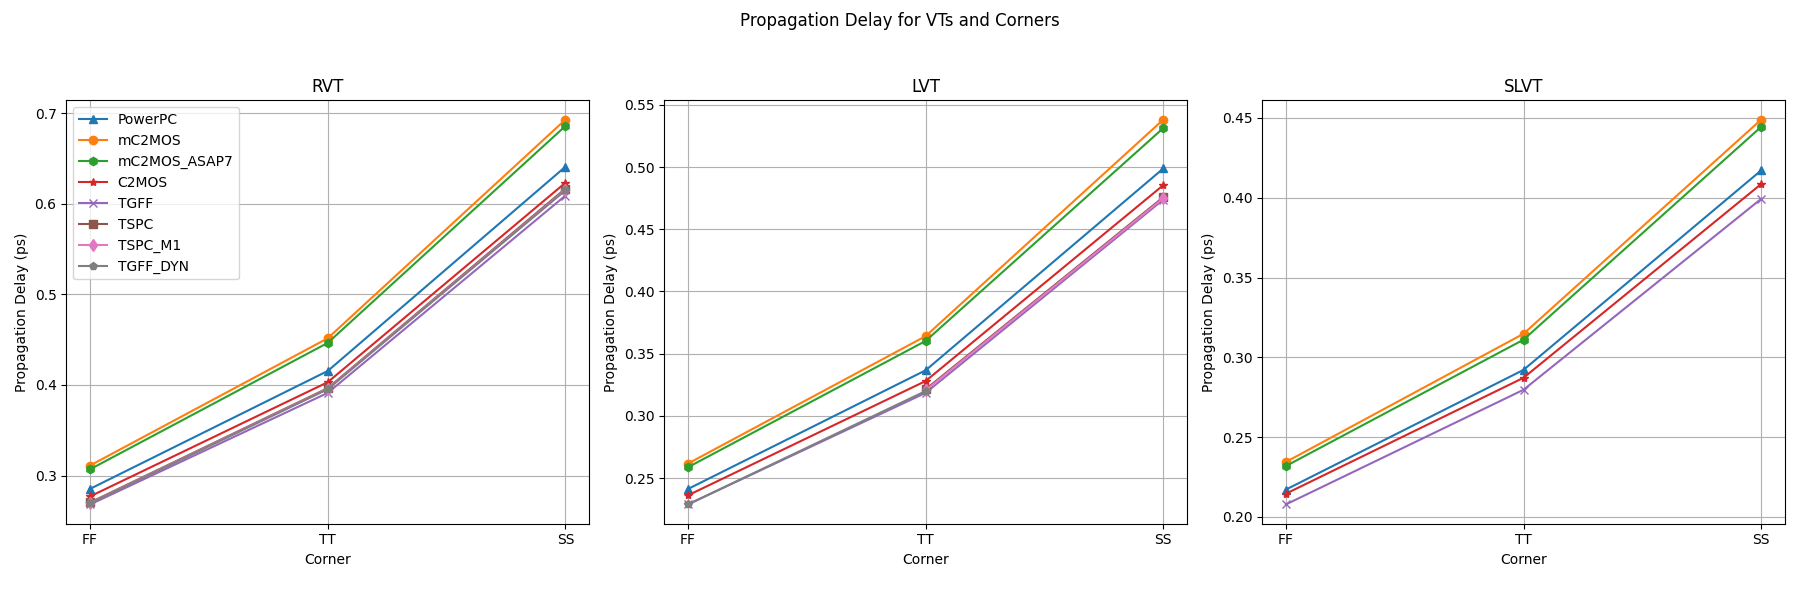 Propagation Delay for VTs and Corners
RVT
Propagation Delay (ps)
0.7
0.6
0.5
0.4
0.3
PowerPC
mC2MOS
mC2MOS_ASAP7
C2MOS
TGFF
TSPC
TSPC_M1
TGFF_DYN
FF TT SS
Corner
LVT
Propagation Delay (ps)
0.55
0.50
0.45
0.40
0.35
0.30
0.25
FF TT SS
Corner
SLVT
Propagation Delay (ps)
0.45
0.40
0.35
0.30
0.25
0.20
FF TT SS
Corner